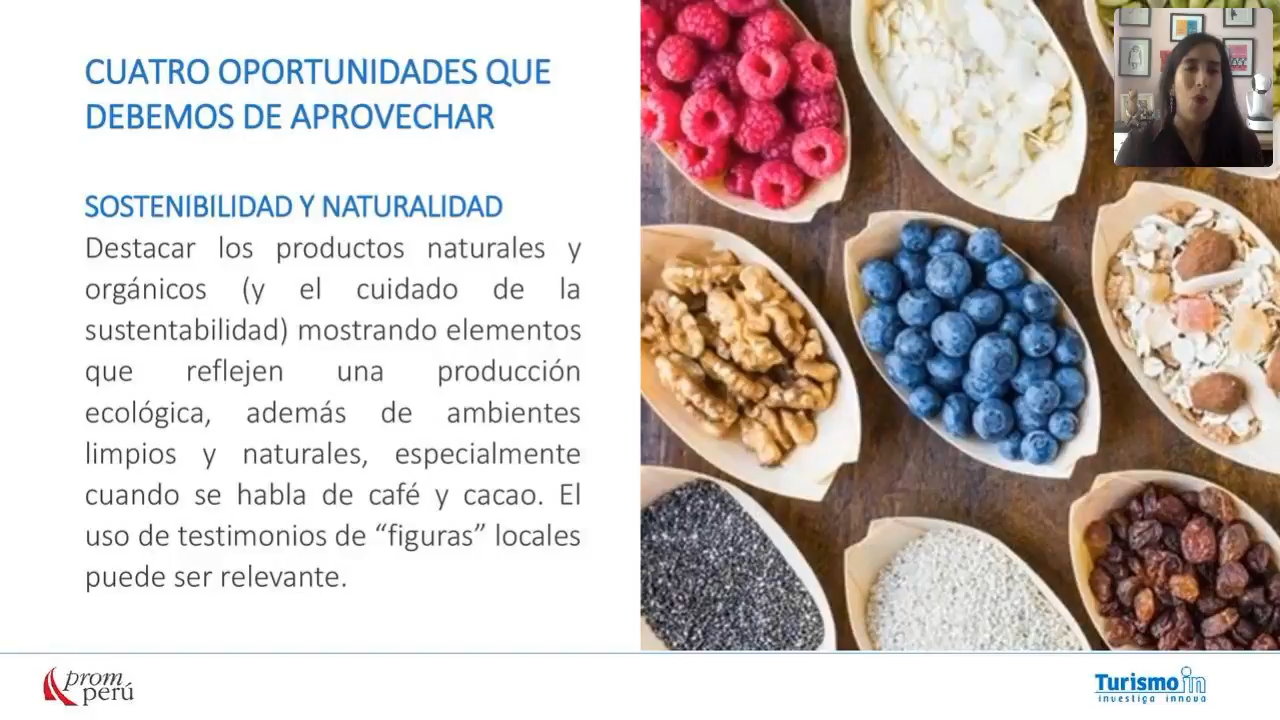 CUATRO OPORTUNIDADES QUE
DEBEMOS DE APROVECHAR
SOSTENIBILIDAD Y NATURALIDAD
Destacar los productos naturales y
orgánicos (y el cuidado de la
sustentabilidad) mostrando elementos
que reflejen una producción
ecológica, además de ambientes
limpios y naturales, especialmente
cuando se habla de café y cacao. El
uso de testimonios de “figuras” locales
puede ser relevante.
prom
perú
Turismo in
investiga innova